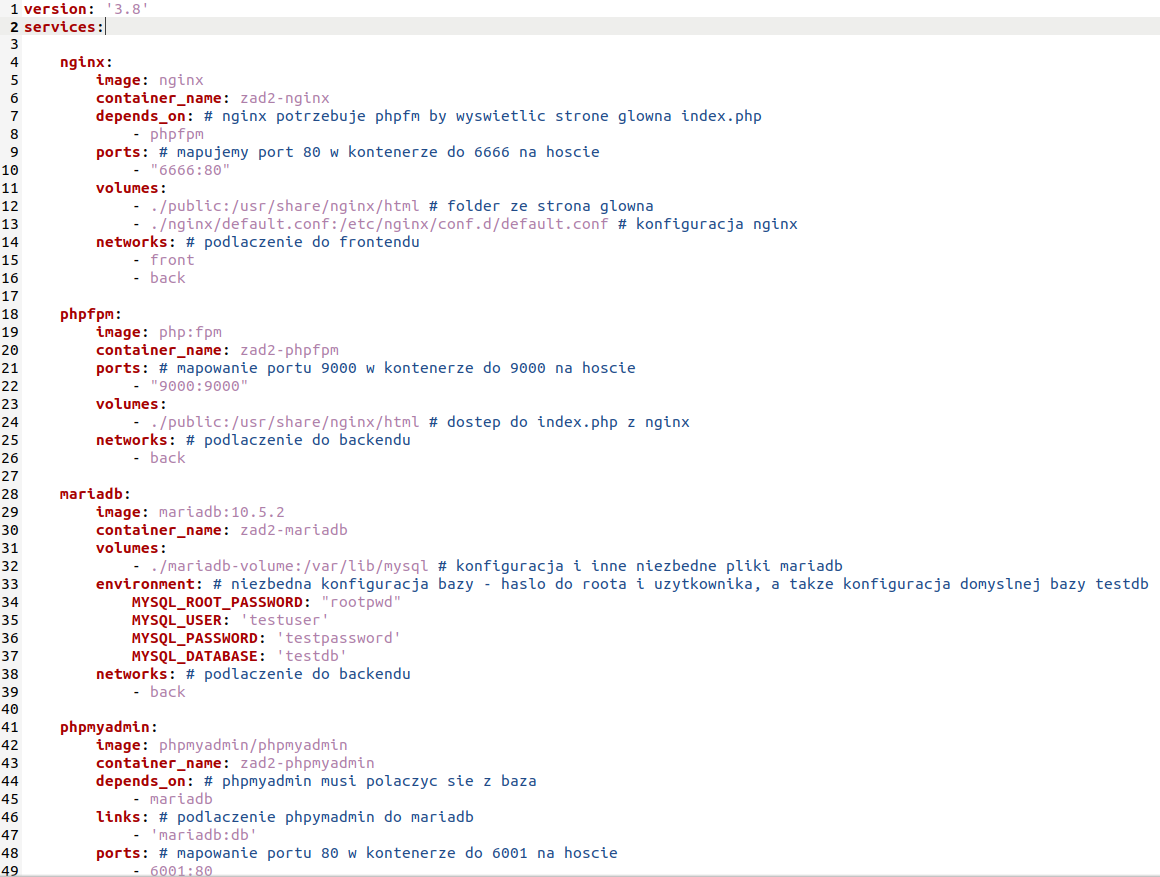 1 version: '3.8'
2 services:
3
4     nginx:
5         image: nginx
6         container_name: zad2-nginx
7         depends_on: # nginx potrzebuje phpfm by wyswietlic strone glowna index.php
8             - phpfpm
9         ports: # mapujemy port 80 w kontenerze do 6666 na hoscie
10             - "6666:80"
11         volumes:
12             - ./public:/usr/share/nginx/html # folder ze strona glowna
13             - ./nginx/default.conf:/etc/nginx/conf.d/default.conf # konfiguracja nginx
14         networks: # podlaczenie do frontendu
15             - front
16             - back
17
18     phpfpm:
19         image: php:fpm
20         container_name: zad2-phpfpm
21         ports: # mapowanie portu 9000 w kontenerze do 9000 na hoscie
22             - "9000:9000"
23         volumes:
24             - ./public:/usr/share/nginx/html # dostep do index.php z nginx
25         networks: # podlaczenie do backendu
26             - back
27
28     mariadb:
29         image: mariadb:10.5.2
30         container_name: zad2-mariadb
31         volumes:
32             - ./mariadb-volume:/var/lib/mysql # konfiguracja i inne niezbedne pliki mariadb
33         environment: # niezbedna konfiguracja bazy - haslo do roota i uzytkownika, a takze konfiguracja domyslnej bazy testdb
34             MYSQL_ROOT_PASSWORD: "rootpwd"
35             MYSQL_USER: 'testuser'
36             MYSQL_PASSWORD: 'testpassword'
37             MYSQL_DATABASE: 'testdb'
38         networks: # podlaczenie do backendu
39             - back
40
41     phpmyadmin:
42         image: phpmyadmin/phpmyadmin
43         container_name: zad2-phpmyadmin
44         depends_on: # phpmyadmin musi polaczyc sie z baza
45             - mariadb
46         links: # podlaczenie phpymadmin do mariadb
47             - 'mariadb:db'
48         ports: # mapowanie portu 80 w kontenerze do 6001 na hoscie
49             - 6001:80